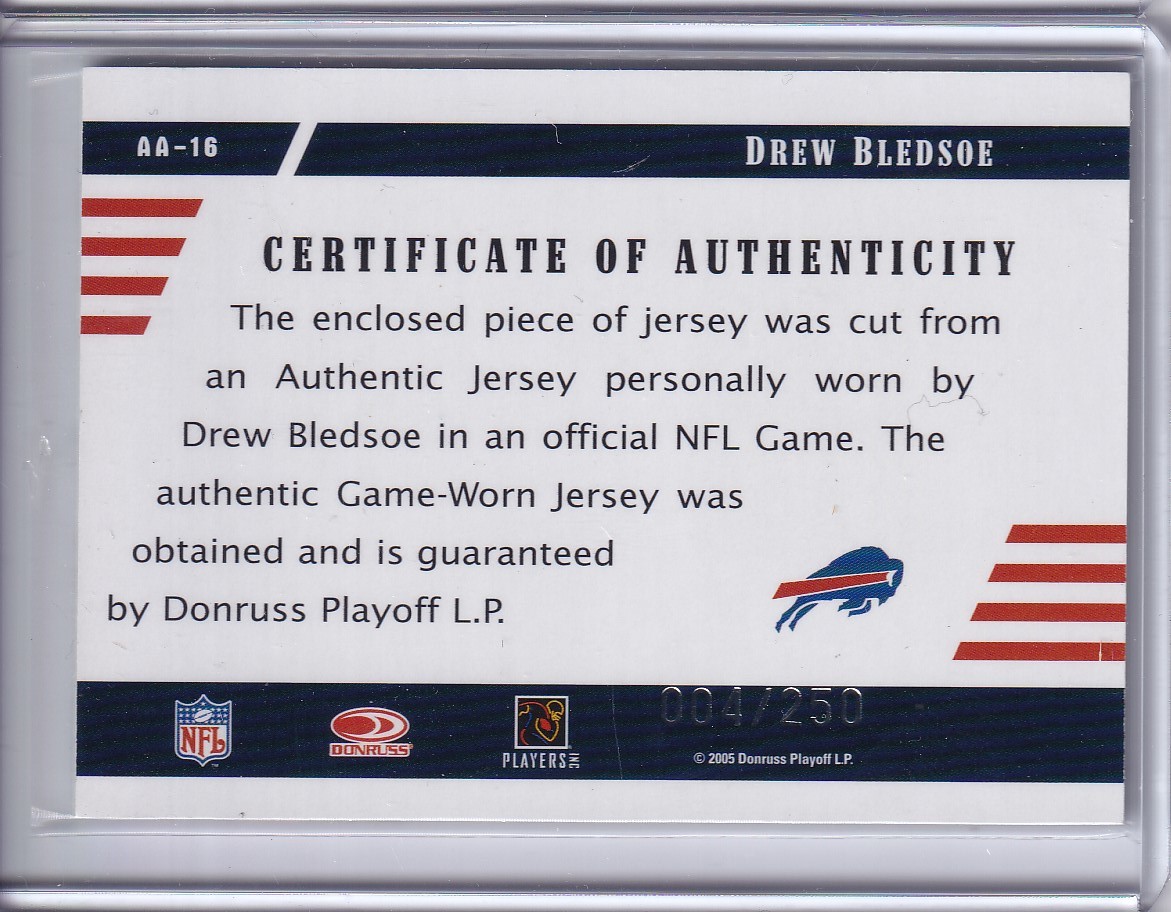 AA-16
DREW BLEDSOE
CERTIFICATE OF AUTHENTICITY
The enclosed piece of jersey was cut from
an Authentic Jersey personally worn by
Drew Bledsoe in an official NFL Game. The
authentic Game-Worn Jersey was
obtained and is guaranteed
by Donruss Playoff L.P.
NFL
DONRUSS
PLAYERS INC
004/250
© 2005 Donruss Playoff L.P.